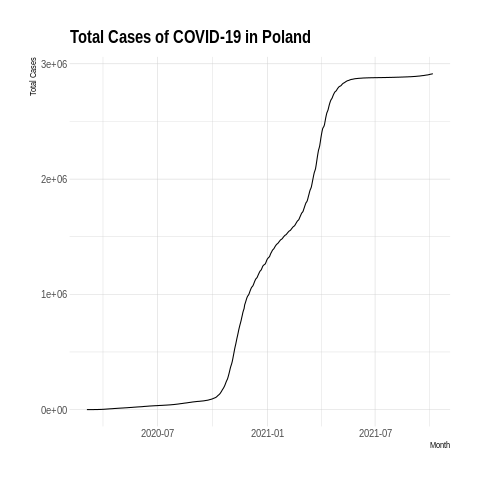 Total Cases of COVID-19 in Poland
Total Cases
3e+06
2e+06
1e+06
0e+00
2020-07 2021-01 2021-07
Month